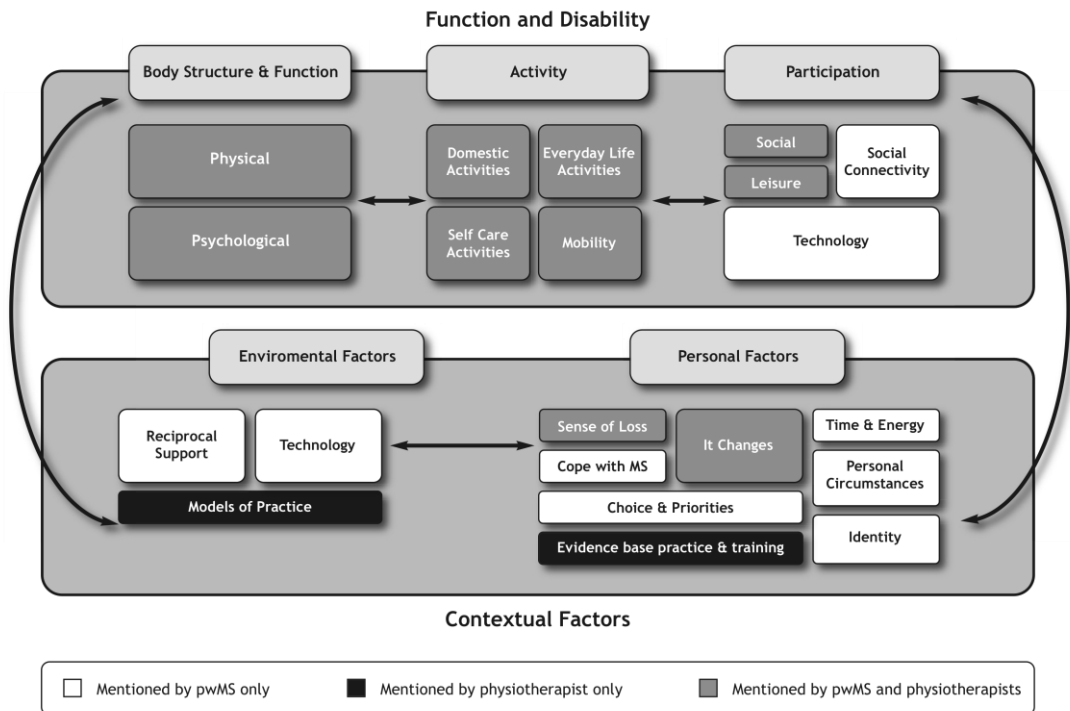 Function and Disability
Body Structure & Function
Activity
Participation
Physical
Psychological
Domestic
Activities
Everyday Life
Activities
Self Care
Activities
Mobility
Social
Leisure
Social
Connectivity
Technology
Enviromental Factors
Personal Factors
Reciprocal
Support
Technology
Models of Practice
Sense of Loss
Cope with MS
It Changes
Choice & Priorities
Evidence base practice & training
Time & Energy
Personal
Circumstances
Identity
Contextual Factors
Mentioned by pwMS only
Mentioned by physiotherapist only
Mentioned by pwMS and physiotherapists